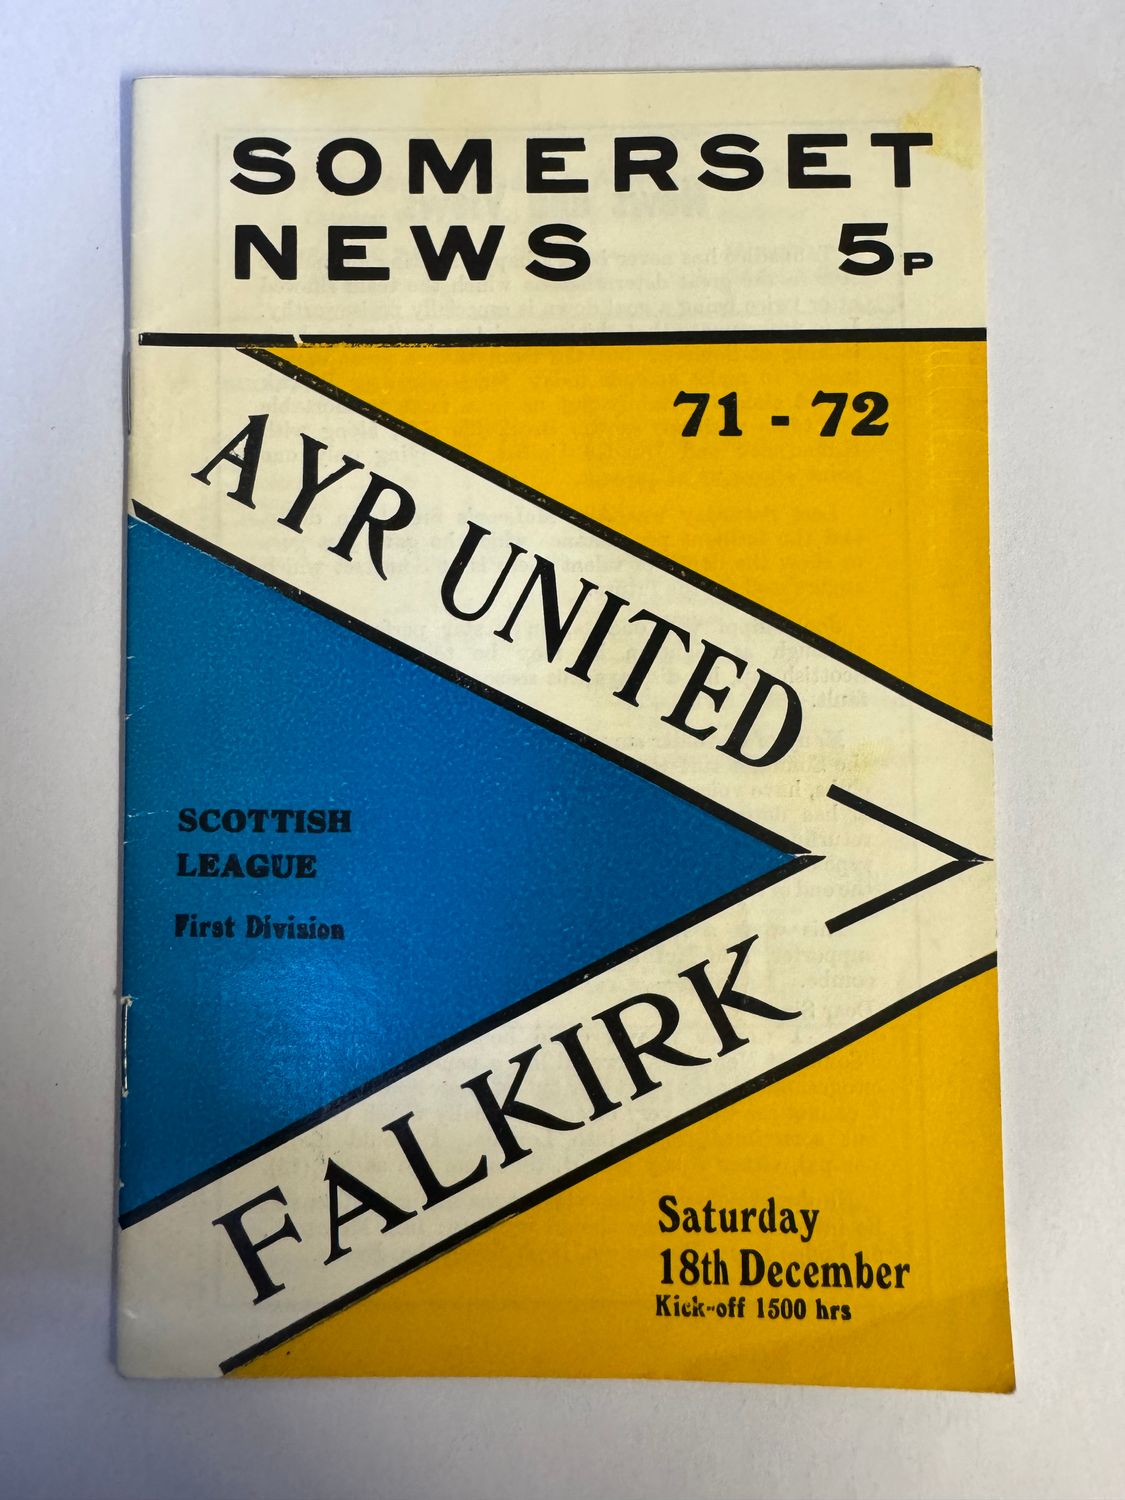 SOMERSET
NEWS 5P
71 - 72
AYR UNITED
SCOTTISH
LEAGUE
First Division
FALKIRK
Saturday
18th December
Kick-off 1500 hrs